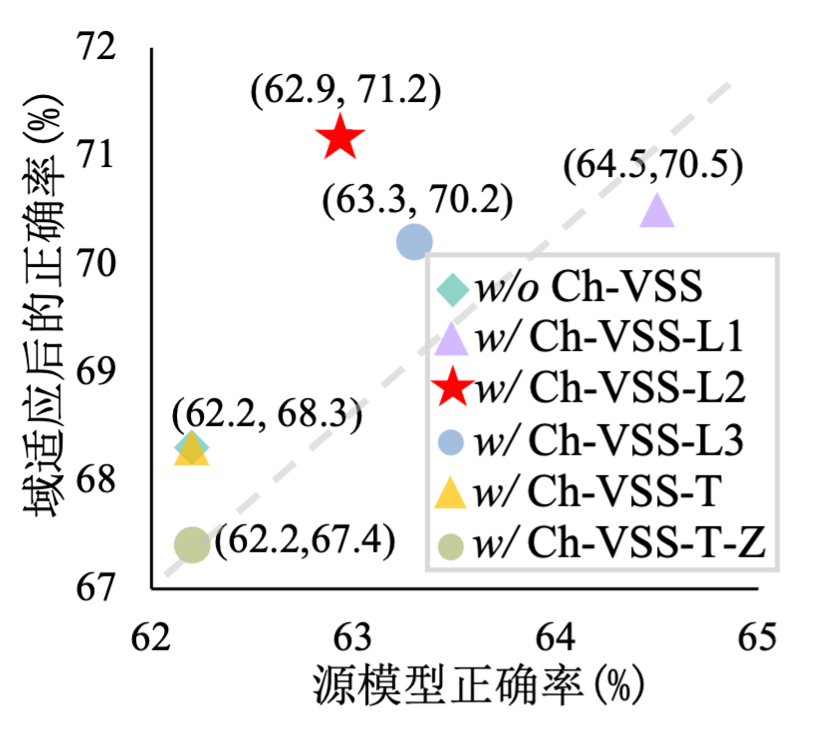 72
(62.9, 71.2)
71
(64.5,70.5)
(63.3, 70.2)
70
w/o Ch-VSS
w/ Ch-VSS-L1
69
w/ Ch-VSS-L2
(62.2, 68.3)
w/ Ch-VSS-L3
68
w/ Ch-VSS-T
(62.2,67.4)
w/ Ch-VSS-T-Z
67
62
63
64
65
源模型正确率(%)
域适应后的正确率(%)